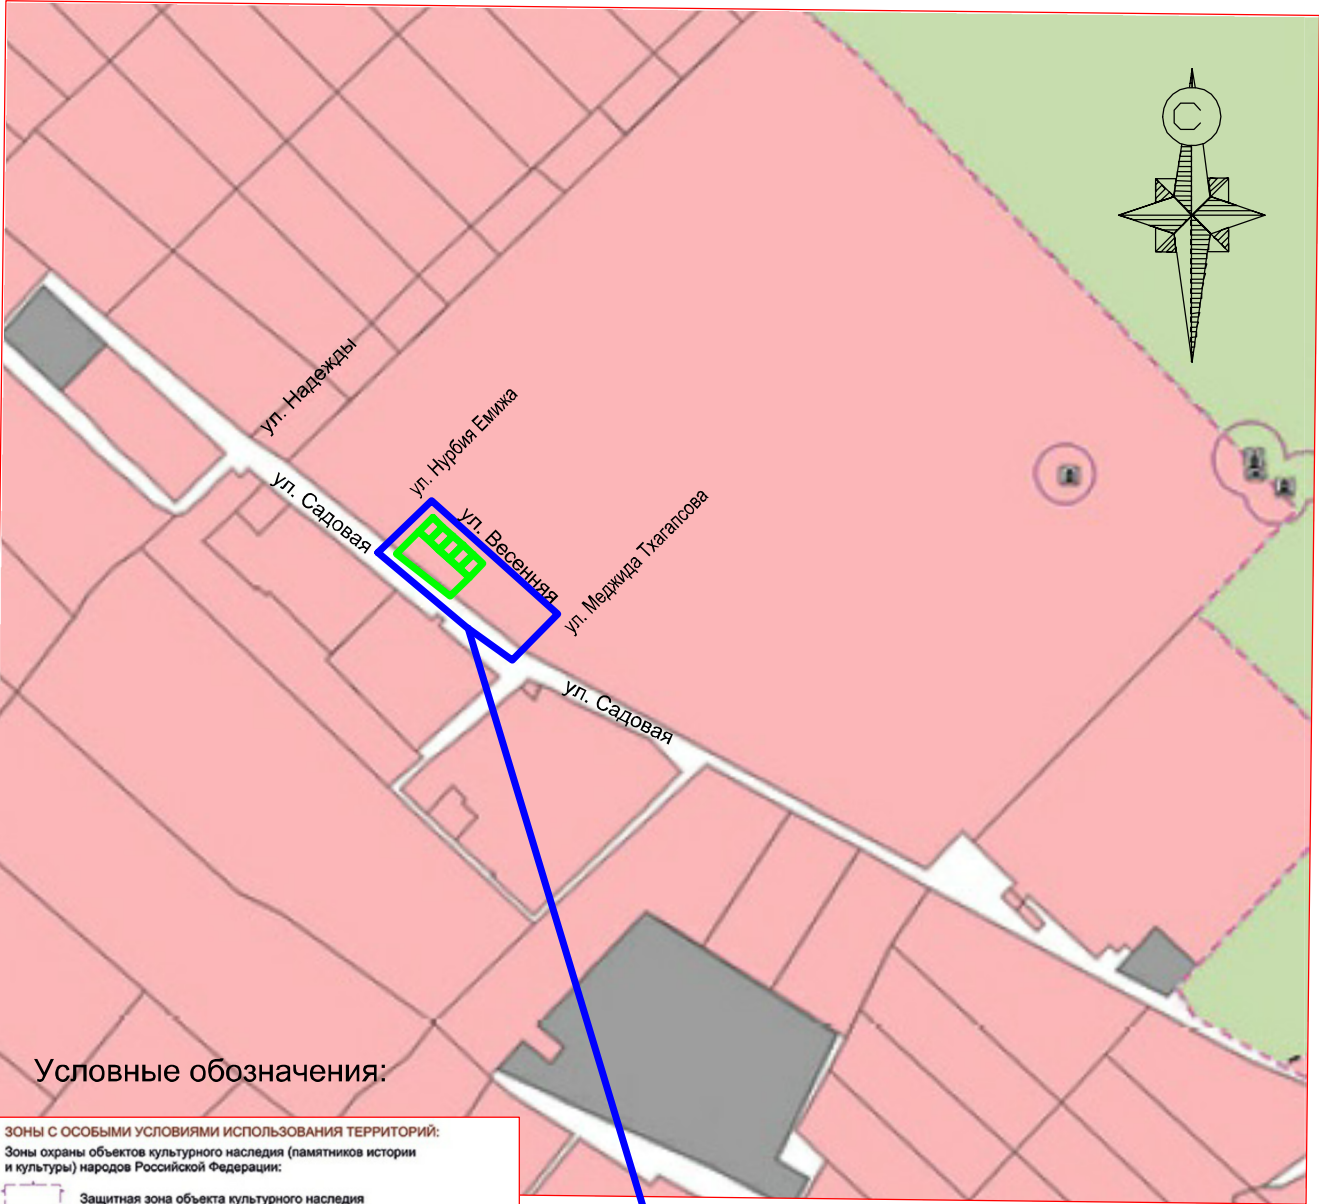 С
ул. Надежды
ул. Нурбия Емижа
ул. Садовая
ул. Весенняя
ул. Меджида Тхагапсова
ул. Садовая
Условные обозначения:
ЗОНЫ С ОСОБЫМИ УСЛОВИЯМИ ИСПОЛЬЗОВАНИЯ ТЕРРИТОРИЙ:
Зоны охраны объектов культурного наследия (памятников истории
и культуры) народов Российской Федерации:
Защитная зона объекта культурного наследия